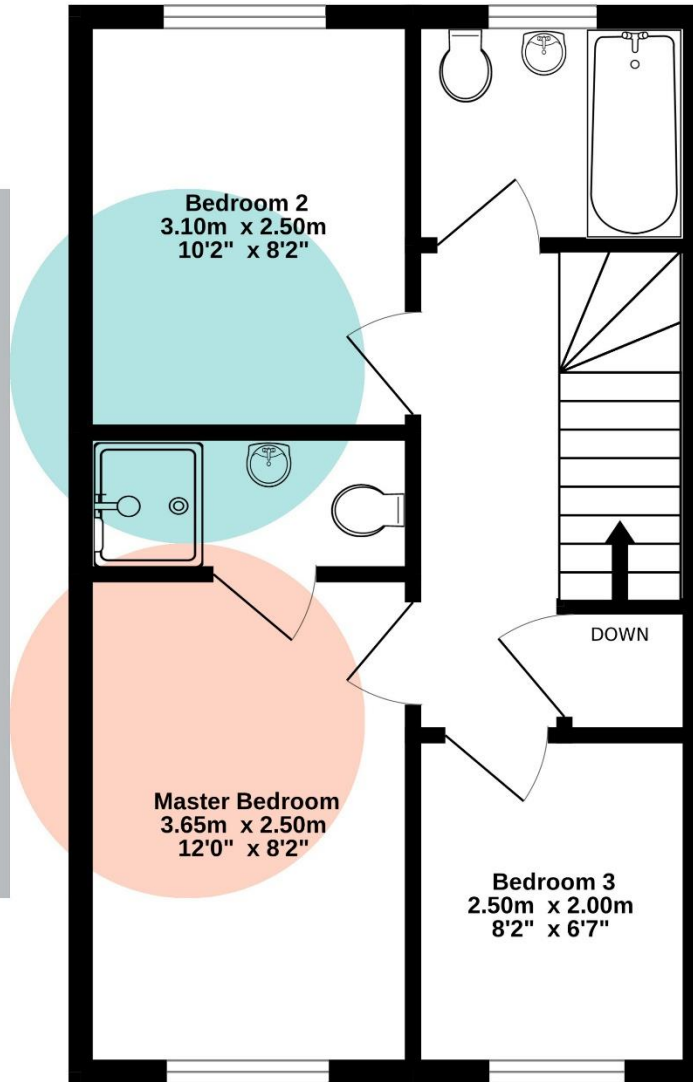 Bedroom 2
3.10m x 2.50m
10'2" x 8'2"
DOWN
Master Bedroom
3.65m x 2.50m
12'0" x 8'2"
Bedroom 3
2.50m x 2.00m
8'2" x 6'7"